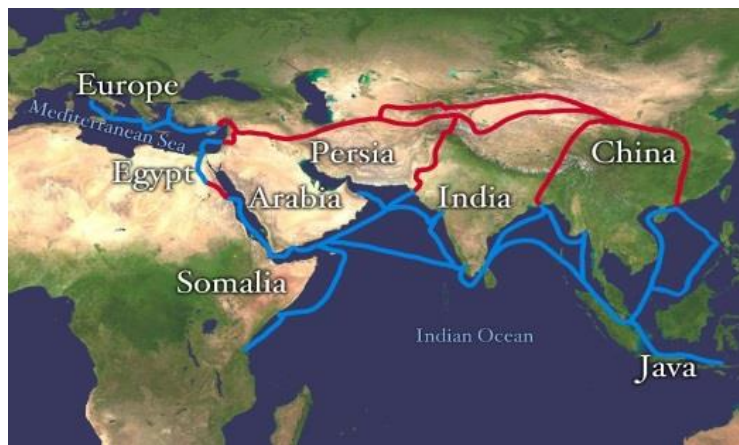 Europe
Mediterranean Sea
Egypt
Persia
China
Arabia
India
Somalia
Indian Ocean
Java